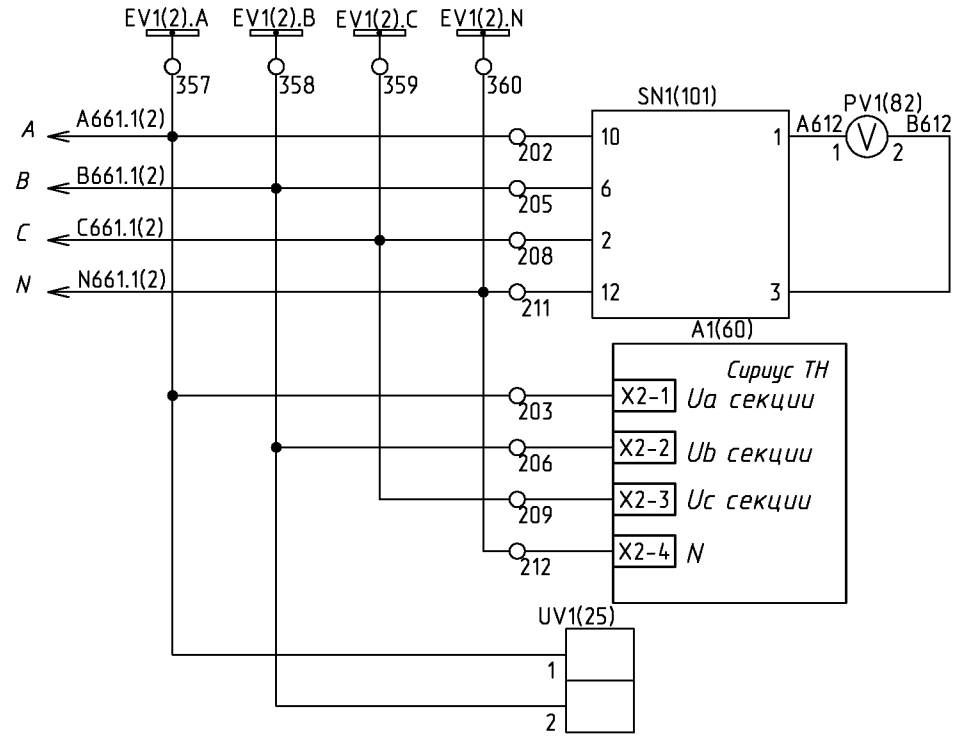 EV1(2).A EV1(2).B EV1(2).C EV1(2).N
357 358 359 360
SN1(101)
PV1(82)
A A661.1(2) 202 10 1 A612 V B612
1 2
B B661.1(2) 205 6
C C661.1(2) 208 2
N N661.1(2) 211 12 3
A1(60)
Сириус ТН
203 X2-1 Ua секции
206 X2-2 Ub секции
209 X2-3 Uc секции
212 X2-4 N
UV1(25)
1
2